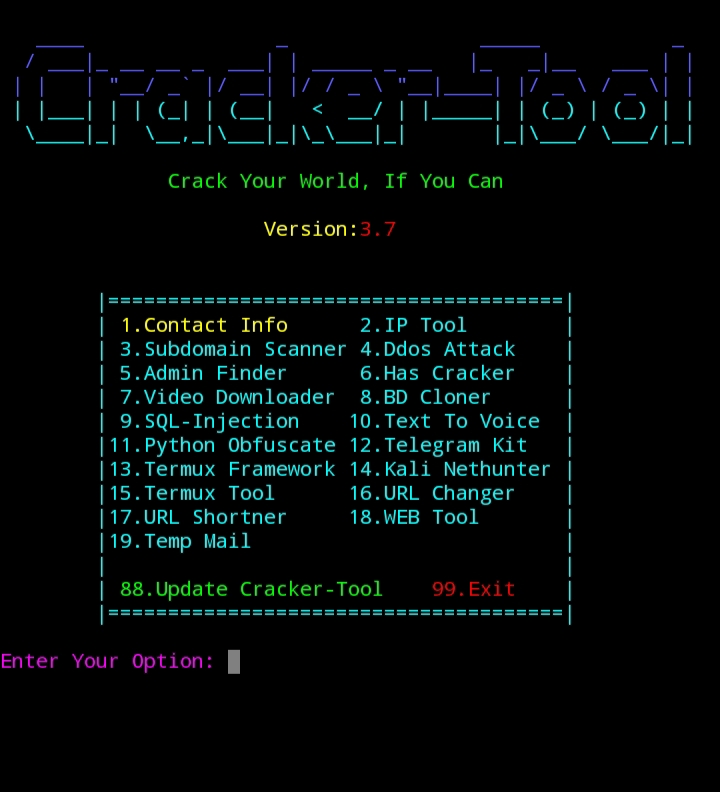 Cracker-Tool
Crack Your World, If You Can
Version:3.7
1.Contact Info 2.IP Tool
3.Subdomain Scanner 4.Ddos Attack
5.Admin Finder 6.Has Cracker
7.Video Downloader 8.BD Cloner
9.SQL-Injection 10.Text To Voice
11.Python Obfuscate 12.Telegram Kit
13.Termux Framework 14.Kali Nethunter
15.Termux Tool 16.URL Changer
17.URL Shortner 18.WEB Tool
19.Temp Mail
88.Update Cracker-Tool 99.Exit
Enter Your Option: